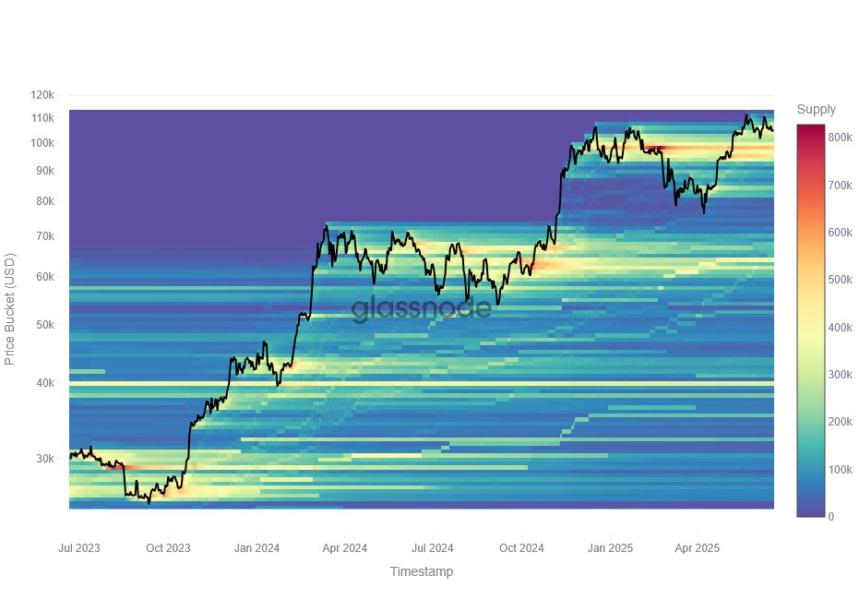 Supply
120k
110k
100k
90k
80k
70k
60k
50k
40k
30k
Price Bucket (USD)
glassnode
800k
700k
600k
500k
400k
300k
200k
100k
0
Jul 2023
Oct 2023
Jan 2024
Apr 2024
Jul 2024
Oct 2024
Jan 2025
Apr 2025
Timestamp